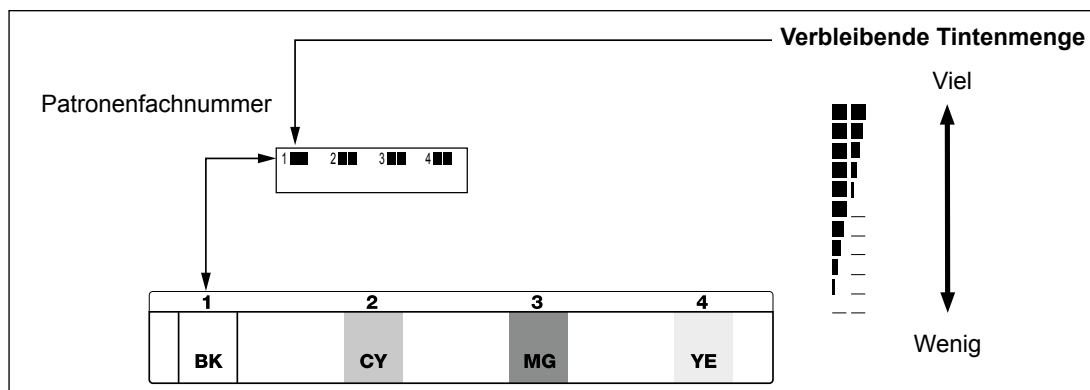 Verbleibende Tintenmenge
Viel
Patronenfachnummer
1 2 3 4
1 2 3 4
BK CY MG YE
Wenig